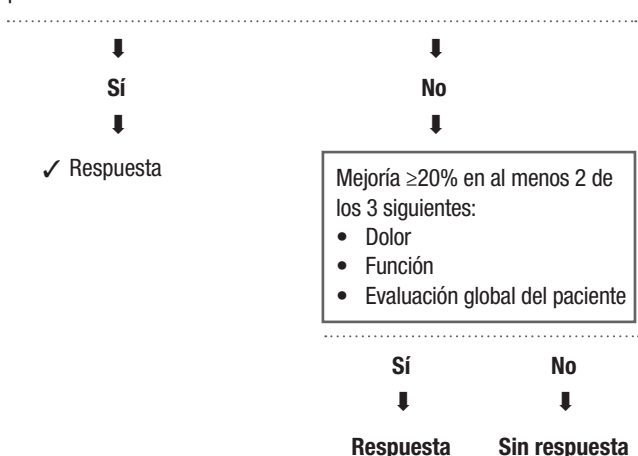 Sí No
✓ Respuesta
Mejoría ≥20% en al menos 2 de
los 3 siguientes:
• Dolor
• Función
• Evaluación global del paciente
Sí No
Respuesta Sin respuesta